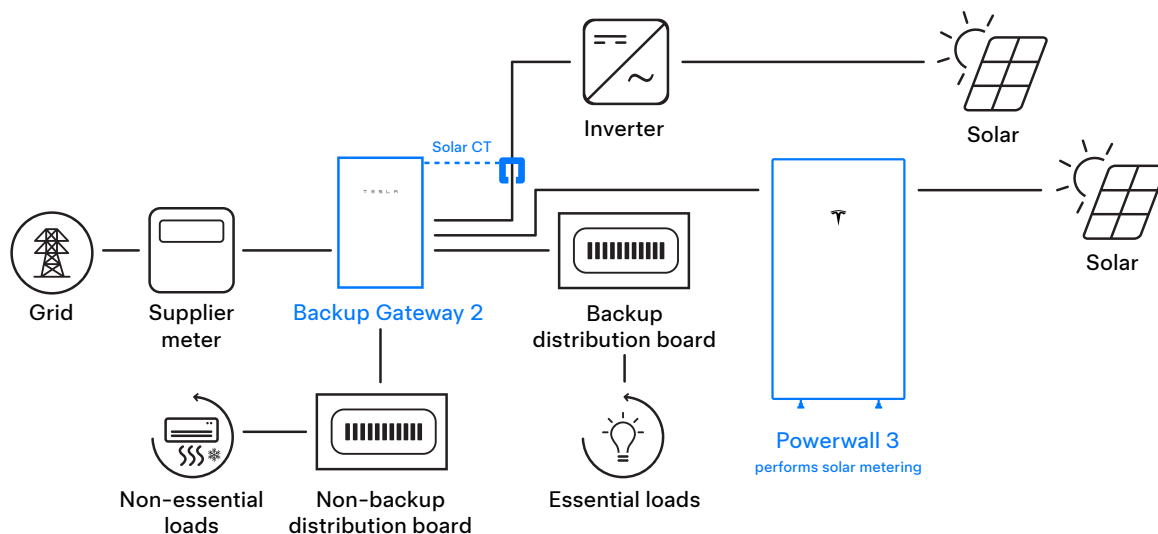 Inverter
Solar
Solar CT
TESLA
Solar
Grid
Supplier
meter
Backup Gateway 2
Backup
distribution board
Powerwall 3
performs solar metering
Non-essential
loads
Non-backup
distribution board
Essential loads